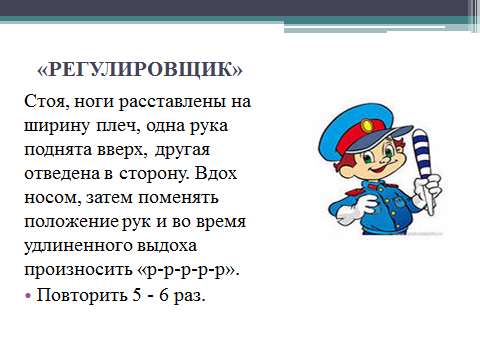 «РЕГУЛИРОВЩИК»
Стоя, ноги расставлены на
ширину плеч, одна рука
поднята вверх, другая
отведена в сторону. Вдох
носом, затем поменять
положение рук и во время
удлиненного выдоха
произносить «р-р-р-р-р».
• Повторить 5 - 6 раз.